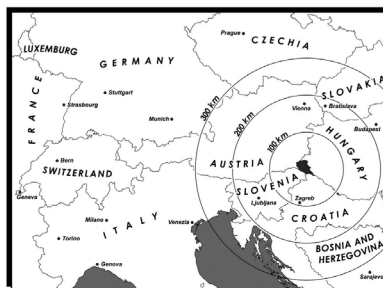 Prague
CZECHIA
LUXEMBURG
GERMANY
300 km
SLOVAKIA
Stuttgart
Strasbourg
FRANCE
200 km
Vienna
Bratislava
Munich
Budapest
100 km
HUNGARY
Bern
AUSTRIA
SWITZERLAND
SLOVENIA
Geneva
Ljubljana
Zagreb
Milano
Venezia
CROATIA
ITALY
Torino
BOSNIA AND
HERZEGOVINA
Genova
Sarajevo